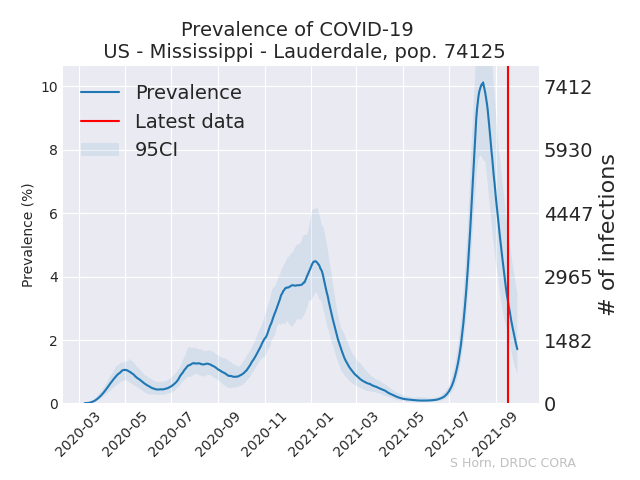 Prevalence of COVID-19
US - Mississippi - Lauderdale, pop. 74125
Prevalence
Latest data
95CI
Prevalence (%)
10
8
6
4
2
0
7412
5930
4447
2965
1482
0
# of infections
2020-03
2020-05
2020-07
2020-09
2020-11
2021-01
2021-03
2021-05
2021-07
2021-09
S Horn, DRDC CORA